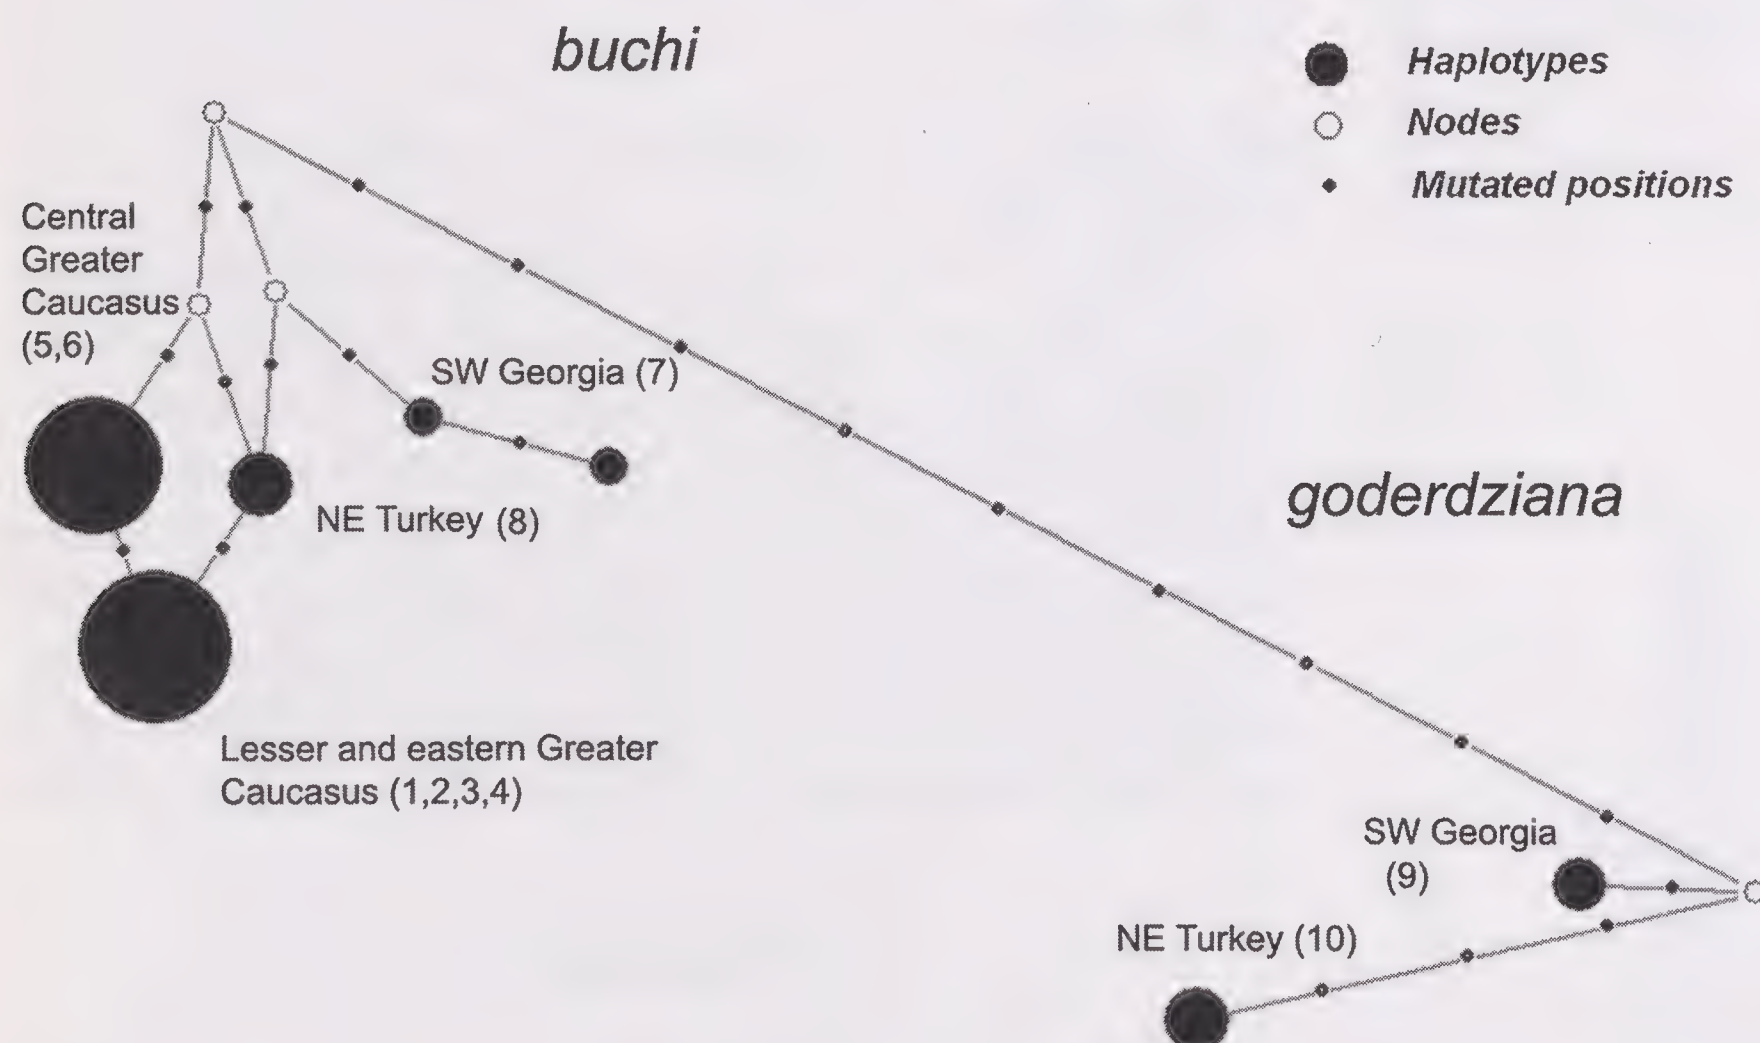 buchi
Haplotypes
Nodes
Mutated positions
Central
Greater
Caucasus
(5,6)
SW Georgia (7)
NE Turkey (8)
goderdziana
Lesser and eastern Greater
Caucasus (1,2,3,4)
SW Georgia
(9)
NE Turkey (10)